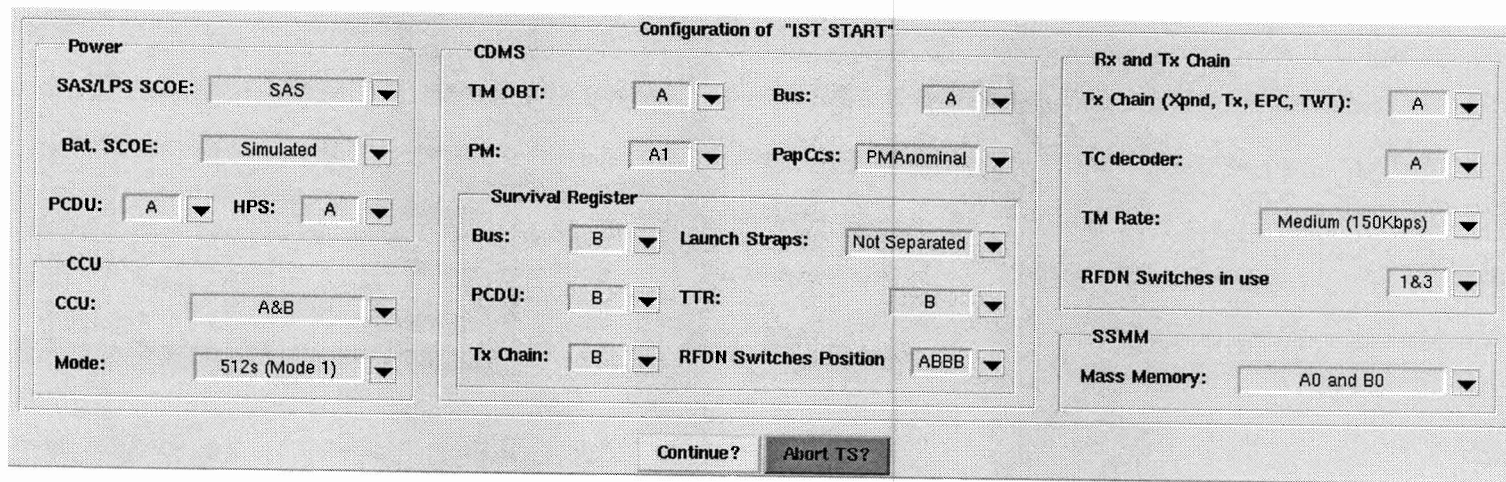 Configuration of "IST START"
Power
SAS/LPS SCOE: SAS
Bat. SCOE: Simulated
PCDU: A HPS: A
CCU
CCU: A&B
Mode: 512s (Mode 1)
CDMS
TM OBT: A Bus: A
PM: A1 PapCcs: PMAnominal
Survival Register
Bus: B Launch Straps: Not Separated
PCDU: B TTR: B
Tx Chain: B RFDN Switches Position ABBB
Rx and Tx Chain
Tx Chain (Xpnd, Tx, EPC, TWT): A
TC decoder: A
TM Rate: Medium (150Kbps)
RFDN Switches in use 1&3
SSMM
Mass Memory: A0 and B0
Continue? Abort TS?